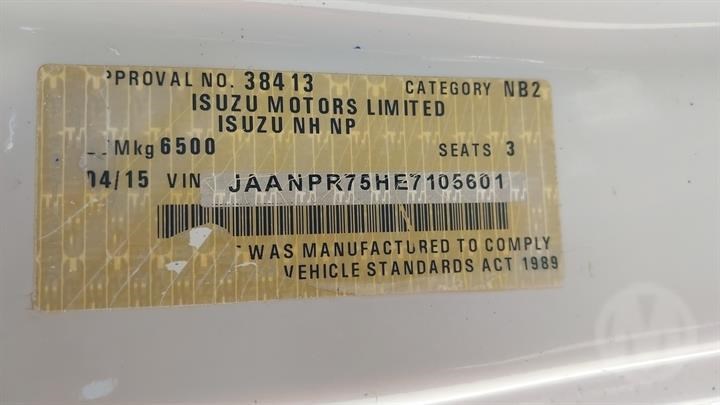 PPROVAL NO. 38413 CATEGORY NB2
ISUZU MOTORS LIMITED
ISUZU NH NP
Mkg 6500 SEATS 3
04/15 VIN JAANPR75HE7105601
WAS MANUFACTURED TO COMPLY
VEHICLE STANDARDS ACT 1989